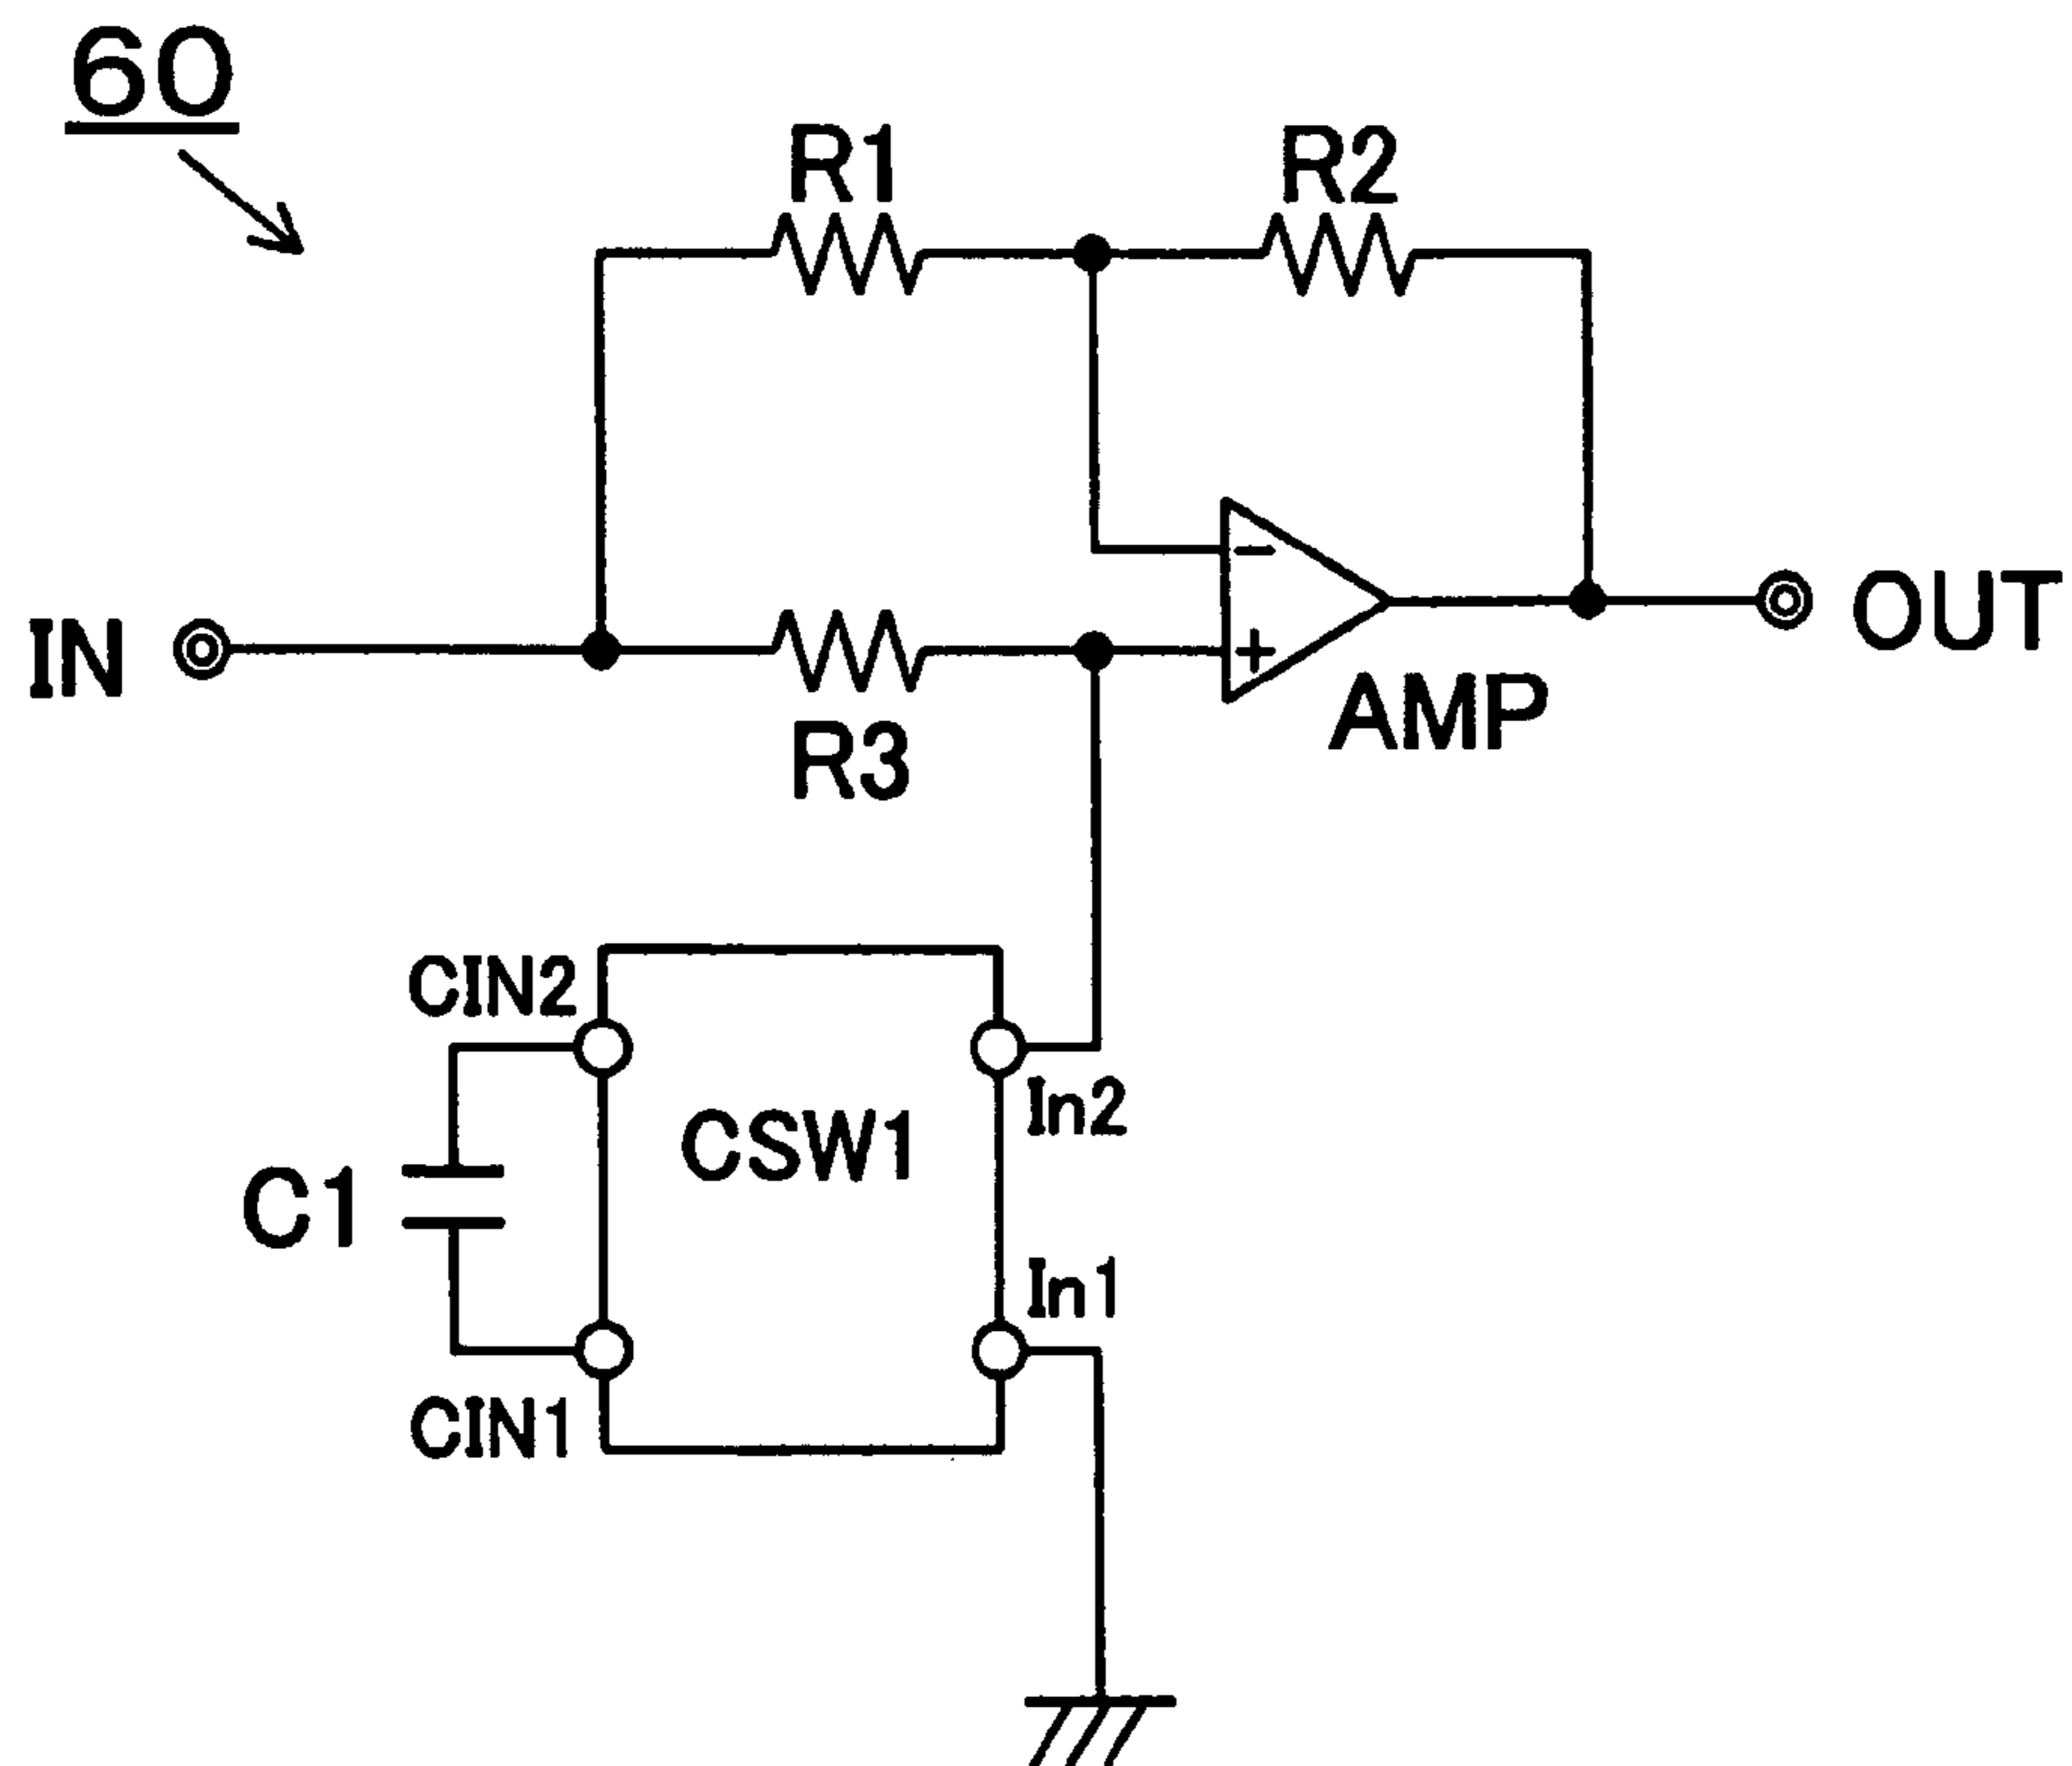 60
R1
R2
IN
OUT
−
+
AMP
R3
CIN2
In2
CSW1
C1
In1
CIN1